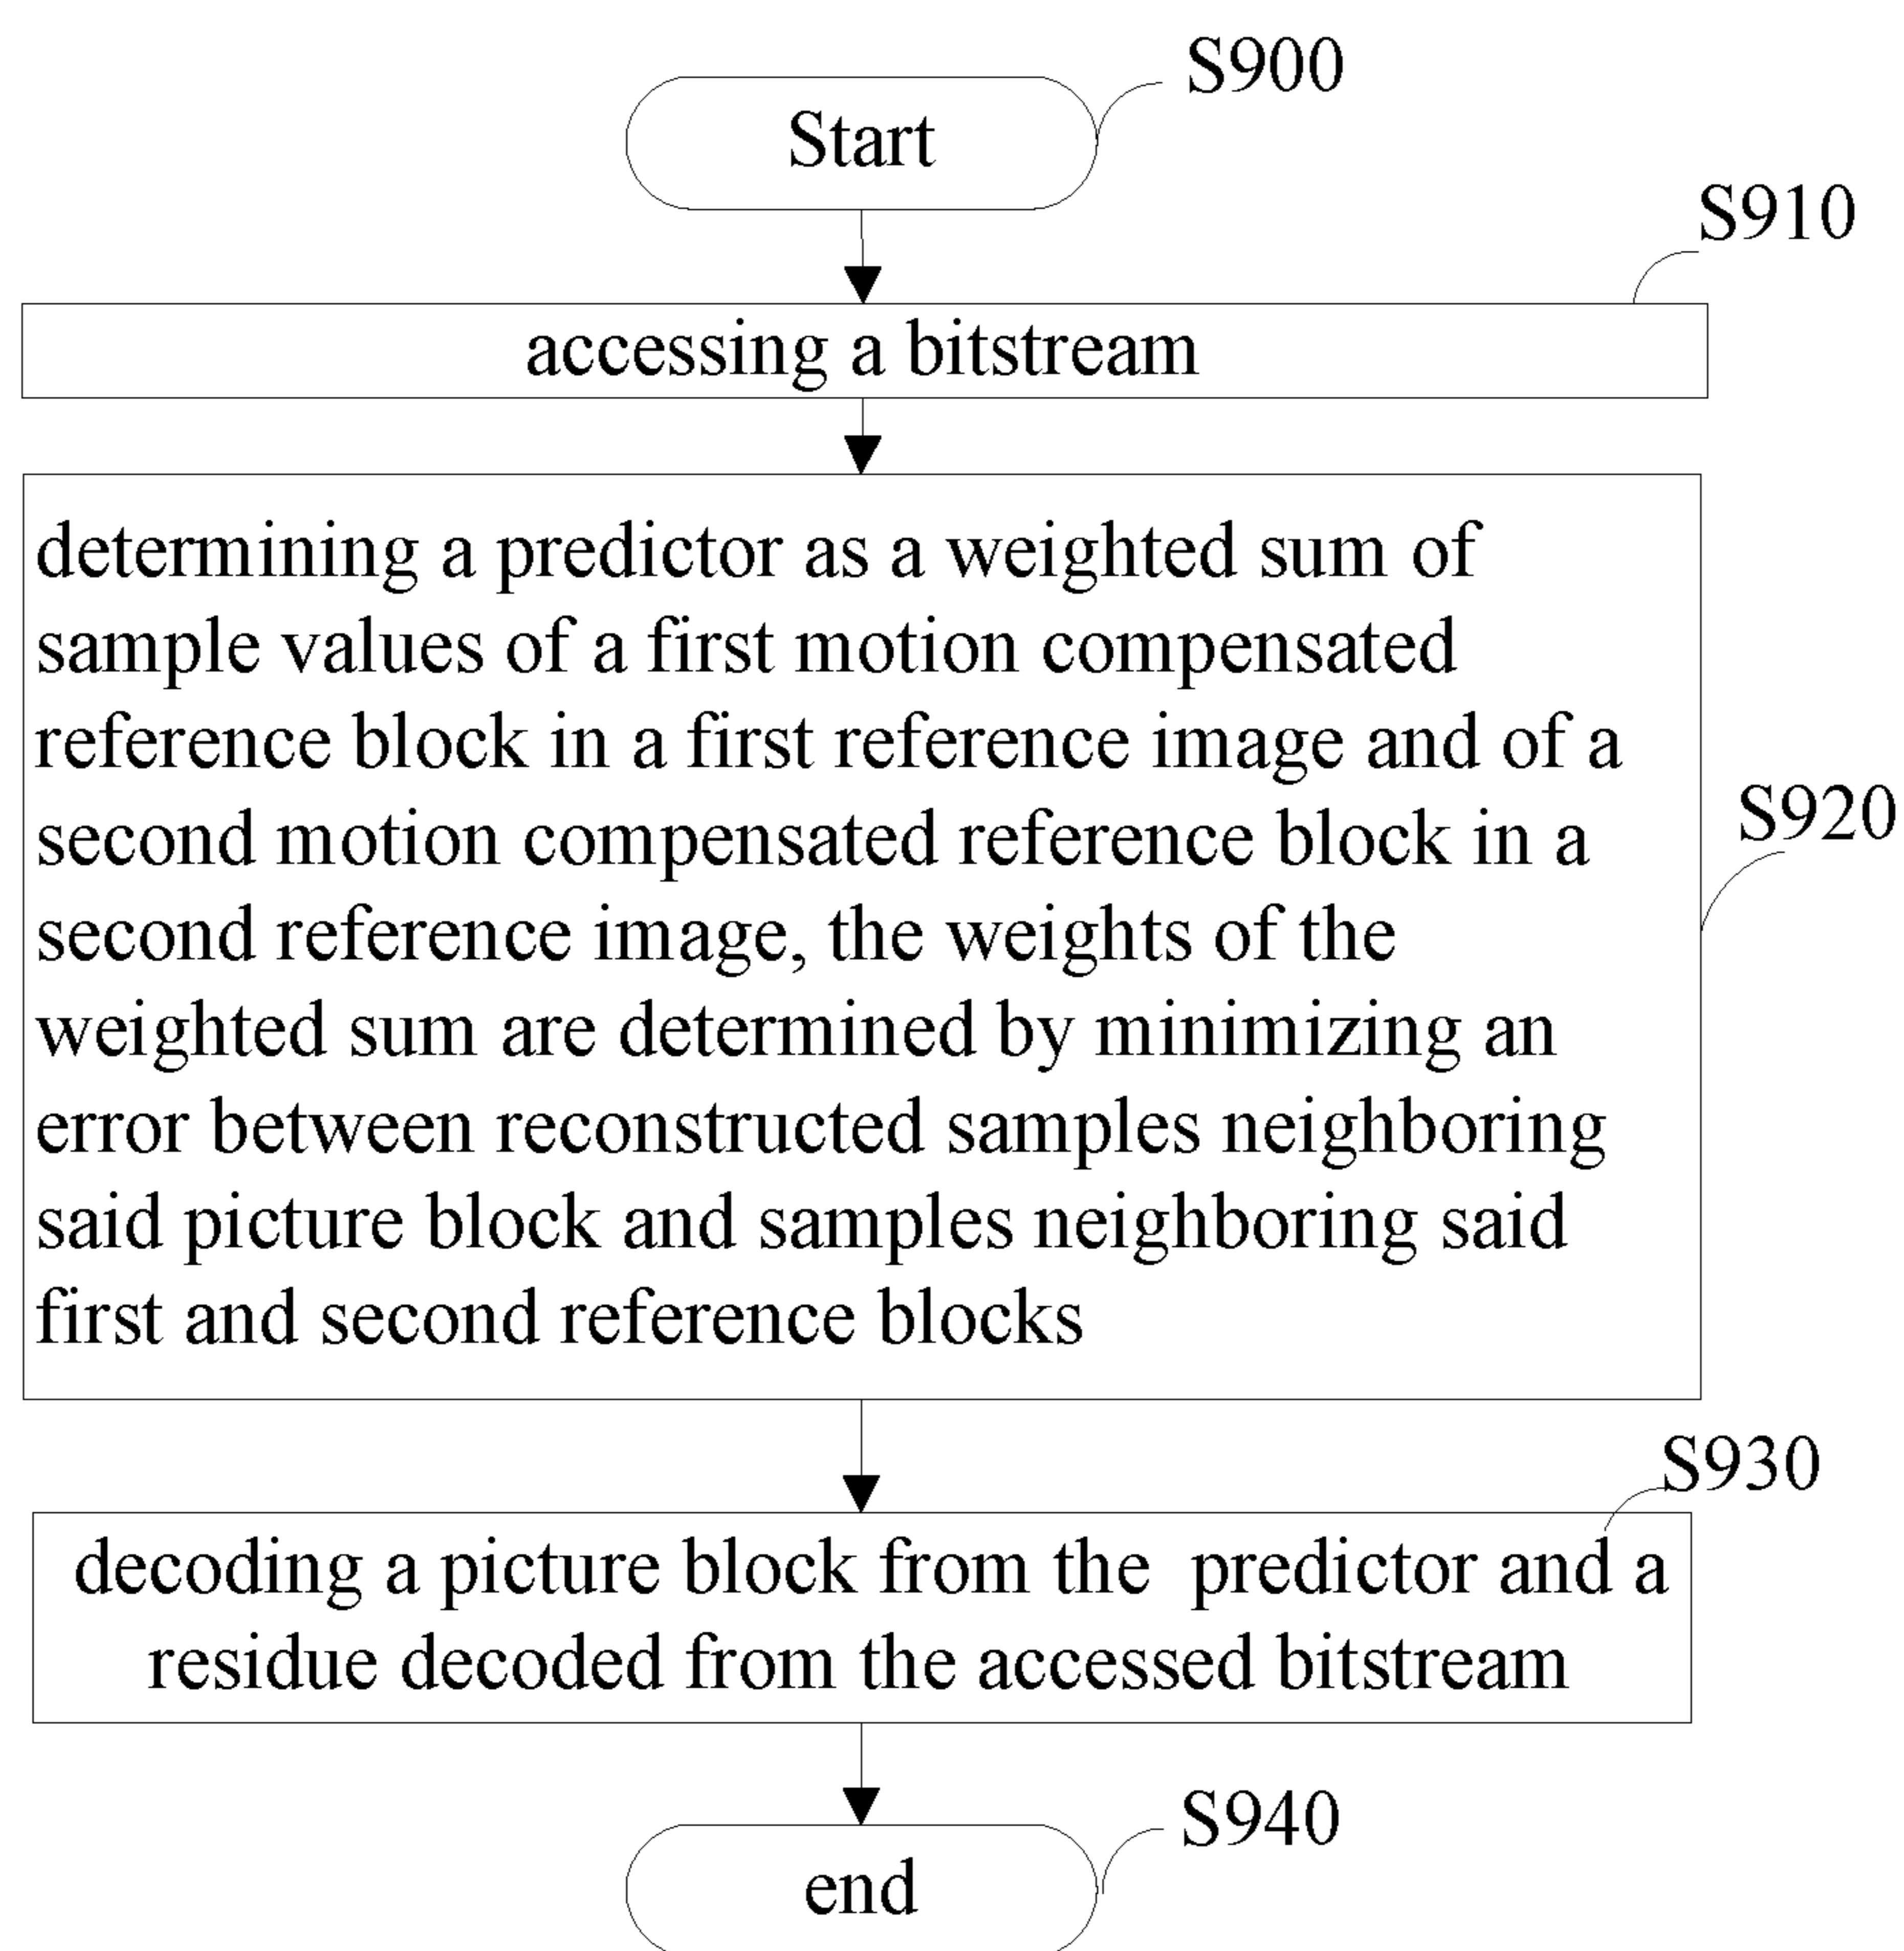 S900
Start
S910
accessing a bitstream
determining a predictor as a weighted sum of
sample values of a first motion compensated
reference block in a first reference image and of a
second motion compensated reference block in a
second reference image, the weights of the
weighted sum are determined by minimizing an
error between reconstructed samples neighboring
said picture block and samples neighboring said
first and second reference blocks
S920
S930
decoding a picture block from the predictor and a
residue decoded from the accessed bitstream
S940
end